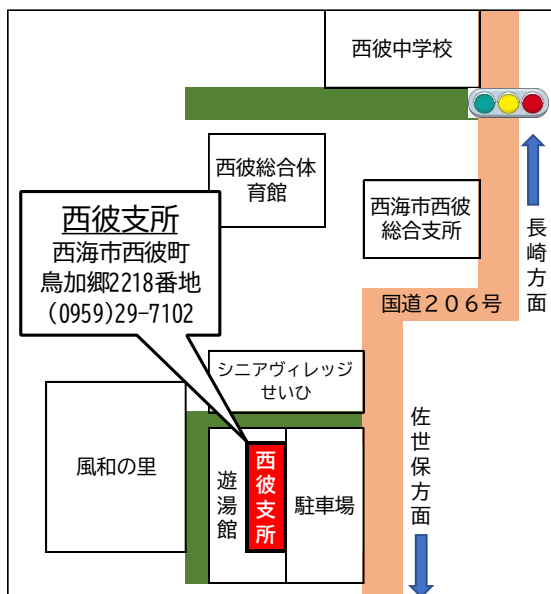 西彼中学校
西彼総合体
育館
西海市西彼
総合支所
長崎方面
西彼支所
西海市西彼町
鳥加郷2218番地
(0959)29-7102
国道２０６号
シニアヴィレッジ
せいひ
風和の里
遊湯館
西彼支所
駐車場
佐世保方面